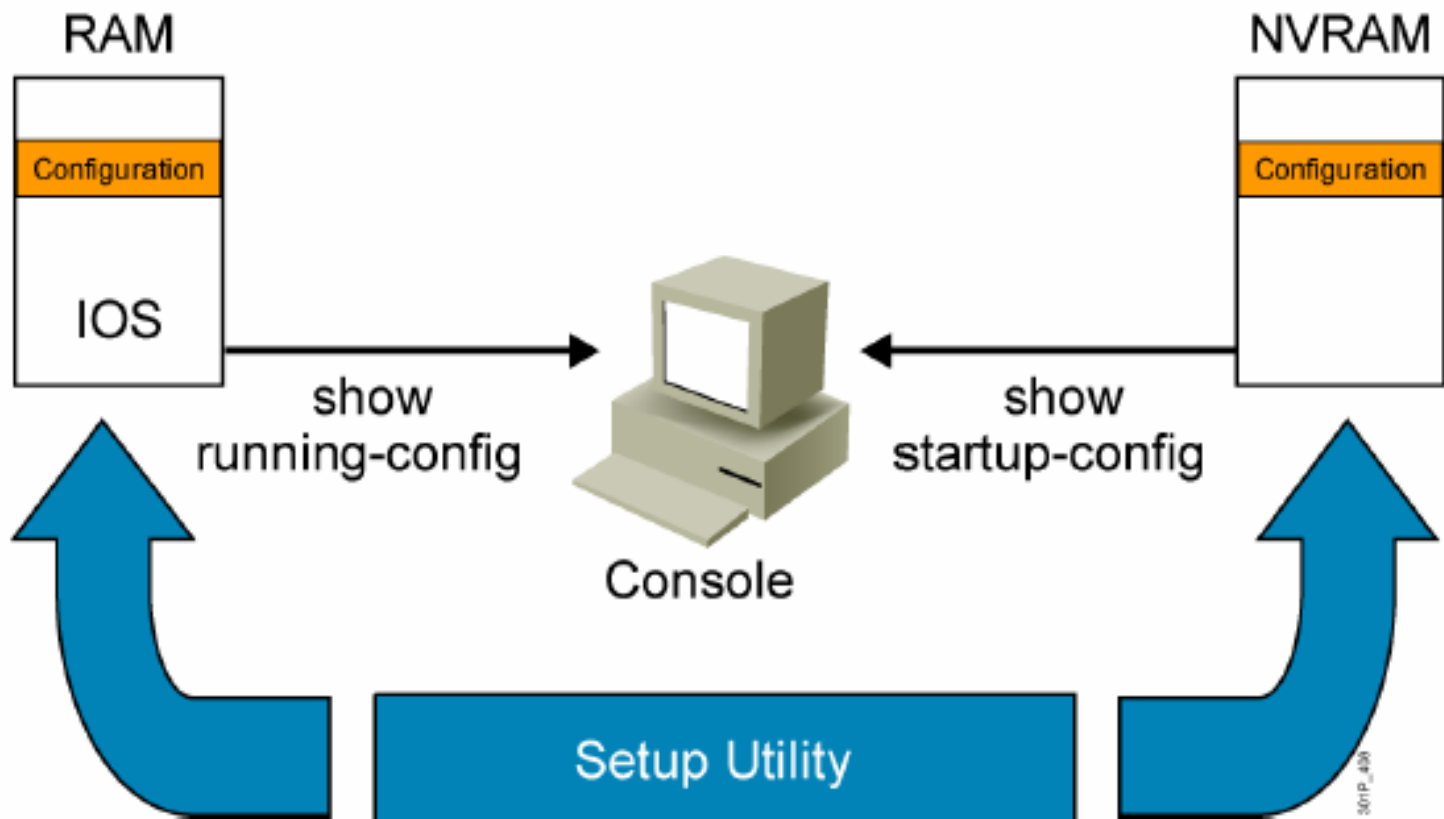 RAM
NVRAM
Configuration
Configuration
IOS
show
running-config
show
startup-config
Console
Setup Utility